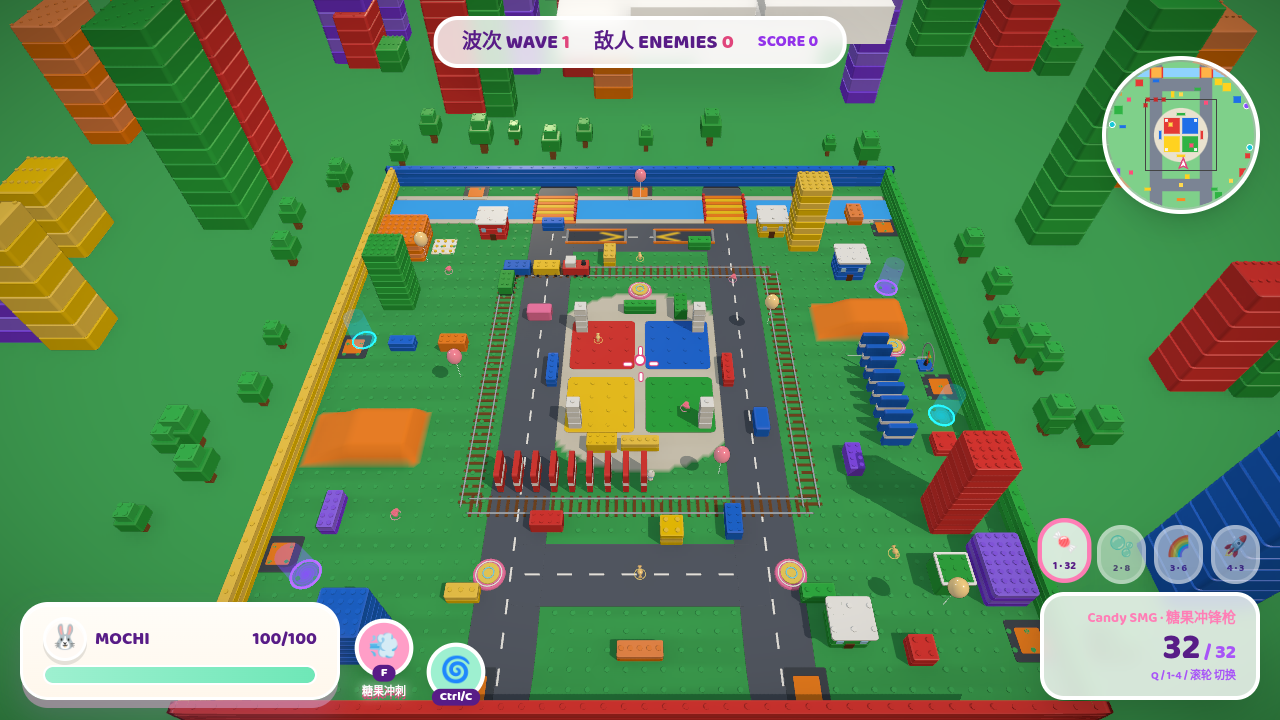 波次 WAVE 1 敌人 ENEMIES 0 SCORE 0
1·32
2·8
3·6
4·3
MOCHI 100/100
F
糖果冲刺
Ctrl/C
Candy SMG · 糖果冲锋枪
32 / 32
Q / 1-4 / 滚轮 切换